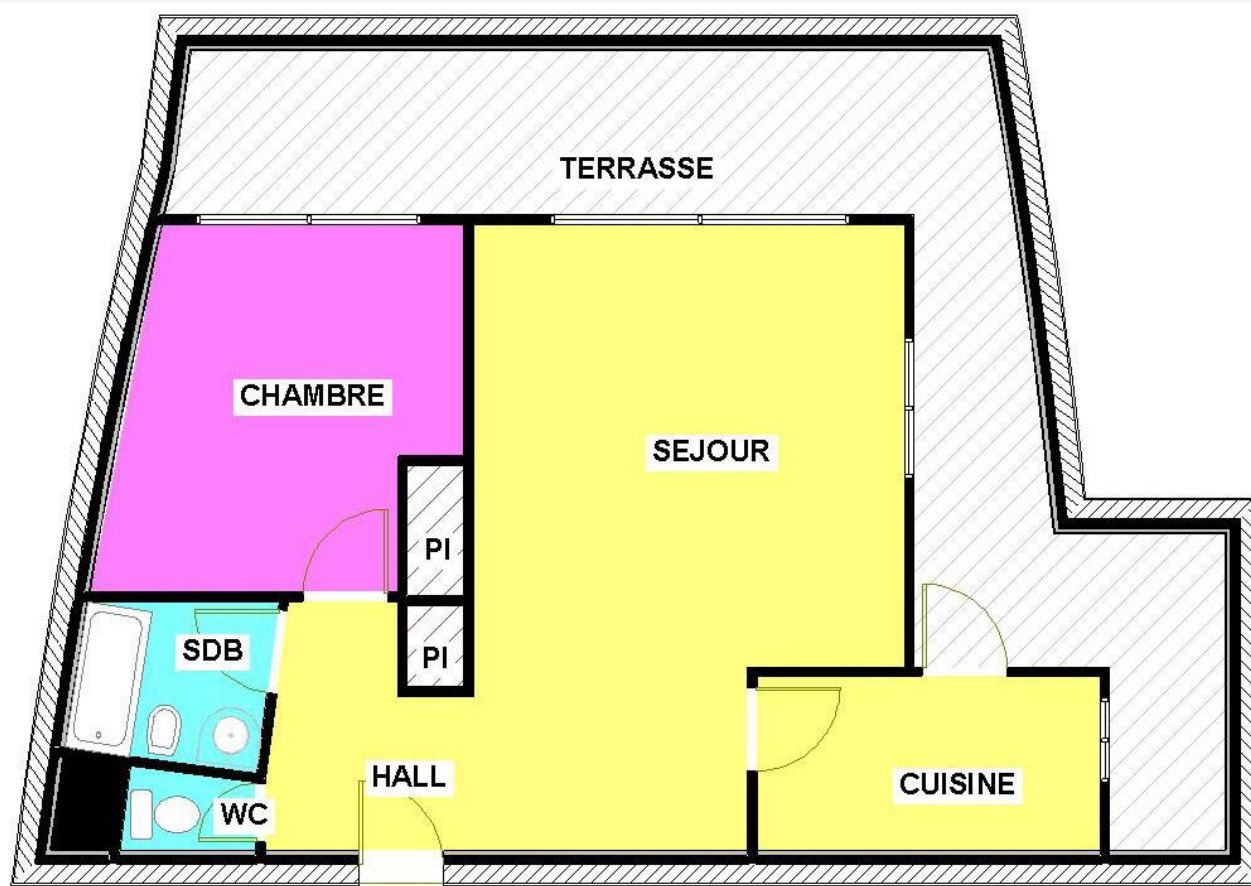 TERRASSE
CHAMBRE
SEJOUR
PI
SDB
PI
HALL
CUISINE
WC